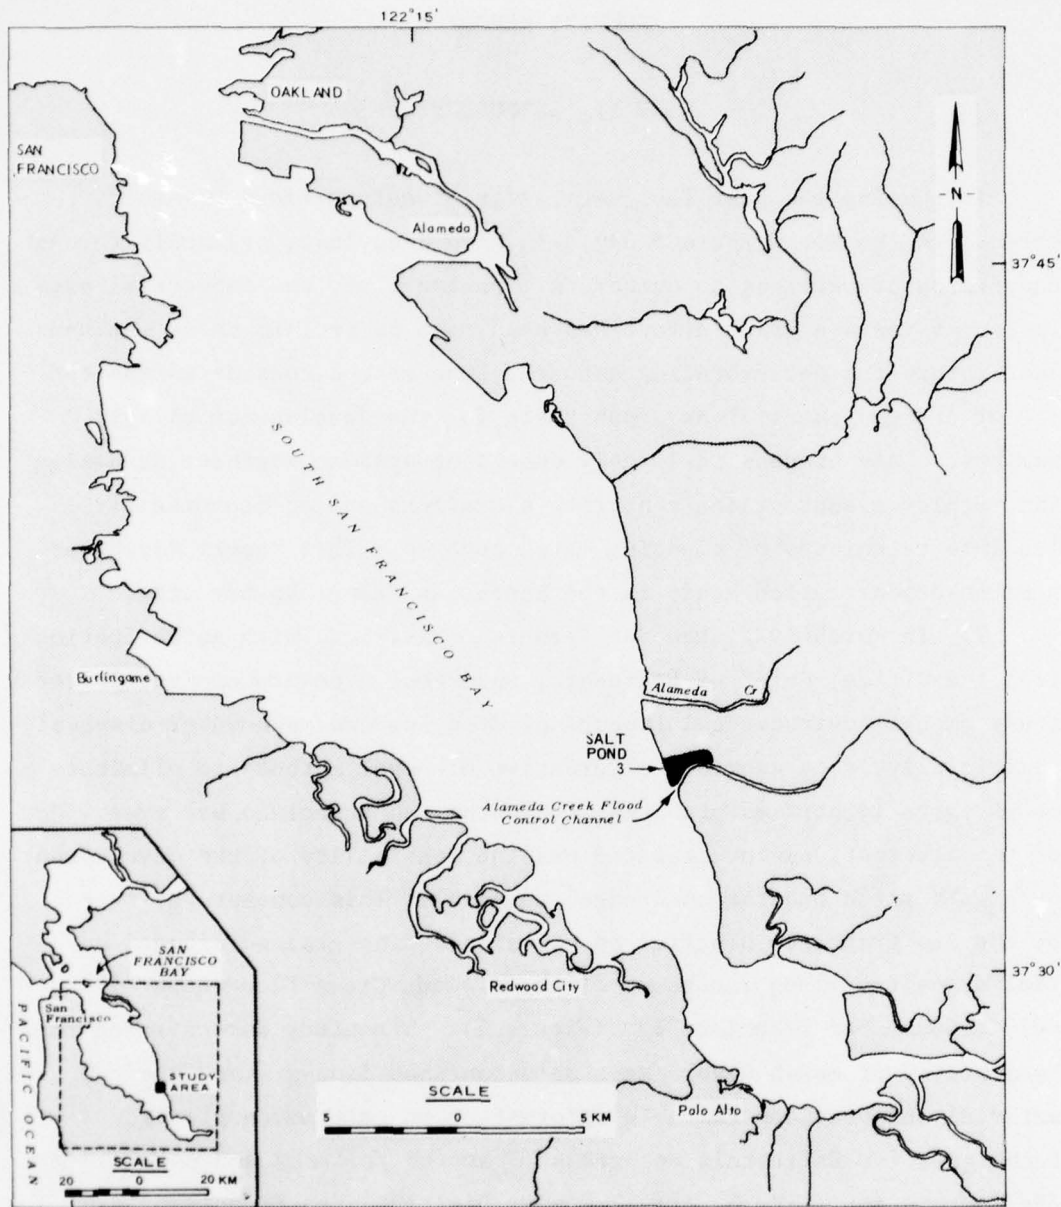 122°15'
OAKLAND
SAN
FRANCISCO
Alameda
N
37°45'
SOUTH SAN FRANCISCO BAY
Burlingame
Alameda Cr
SALT
POND
3
Alameda Creek Flood
Control Channel
37°30'
Redwood City
Palo Alto
SCALE
5 0 5 KM
SAN
FRANCISCO
BAY
San
Francisco
STUDY
AREA
PACIFIC OCEAN
SCALE
20 0 20 KM